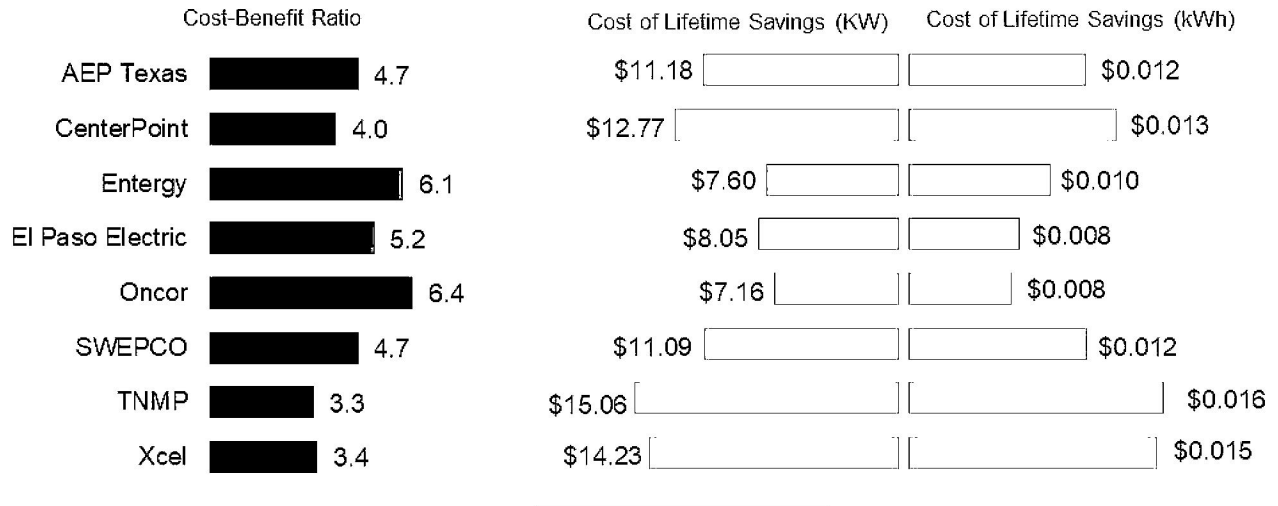 Cost-Benefit Ratio Cost of Lifetime Savings (KW) Cost of Lifetime Savings (kWh)
AEP Texas 4.7 $11.18 $0.012
CenterPoint 4.0 $12.77 $0.013
Entergy 6.1 $7.60 $0.010
El Paso Electric 5.2 $8.05 $0.008
Oncor 6.4 $7.16 $0.008
SWEPCO 4.7 $11.09 $0.012
TNMP 3.3 $15.06 $0.016
Xcel 3.4 $14.23 $0.015